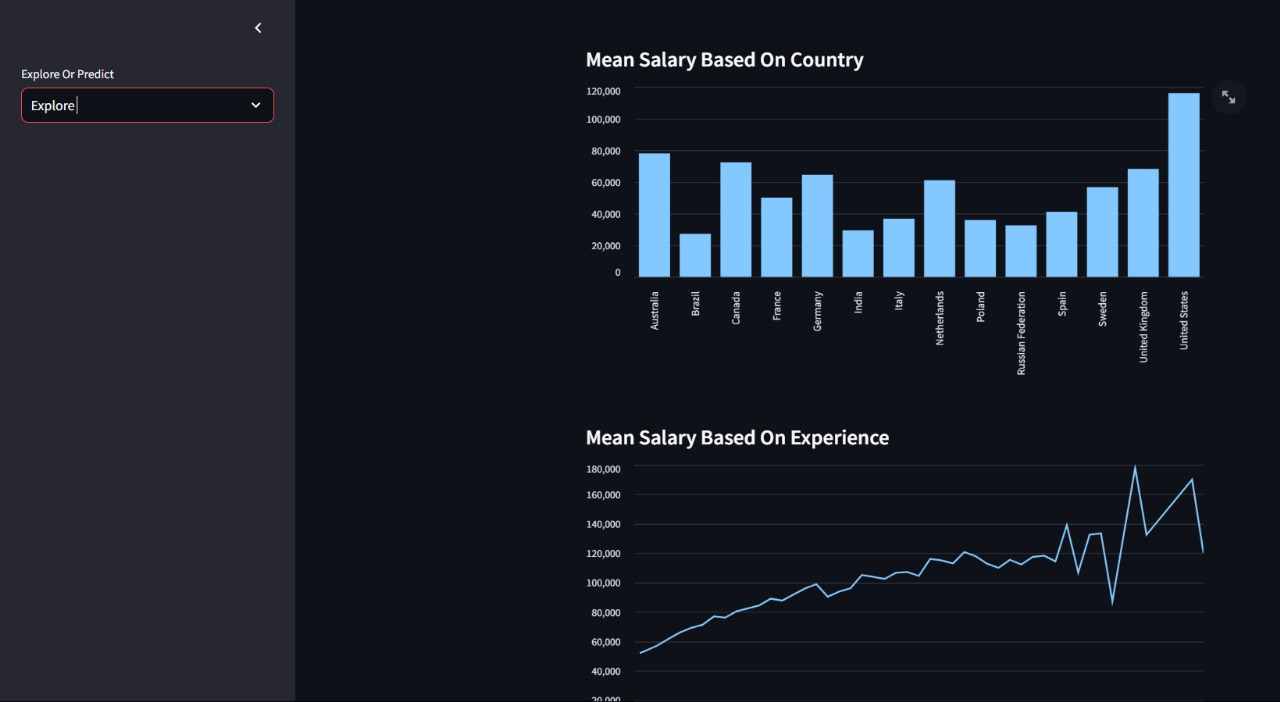 Explore Or Predict
Explore
Mean Salary Based On Country
120,000
100,000
80,000
60,000
40,000
20,000
0
Australia
Brazil
Canada
France
Germany
India
Italy
Netherlands
Poland
Russian Federation
Spain
Sweden
United Kingdom
United States
Mean Salary Based On Experience
180,000
160,000
140,000
120,000
100,000
80,000
60,000
40,000
20,000